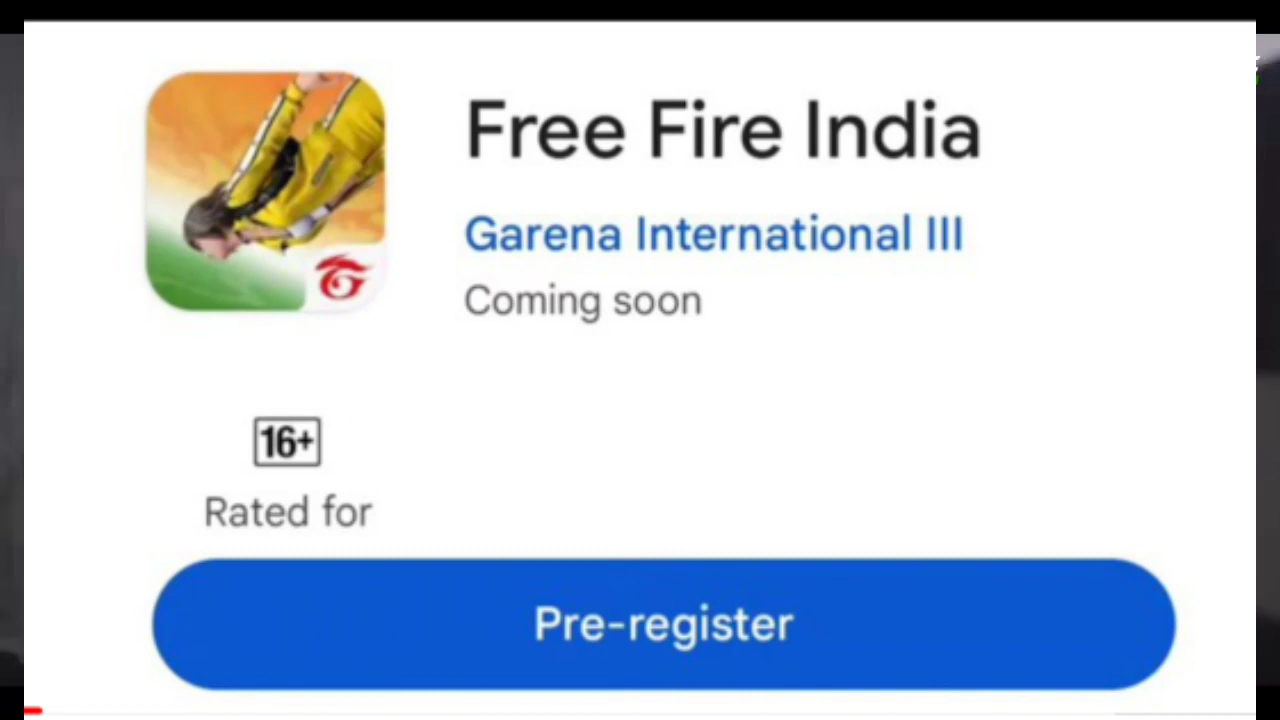 Free Fire India
Garena International III
Coming soon
16+
Rated for
Pre-register